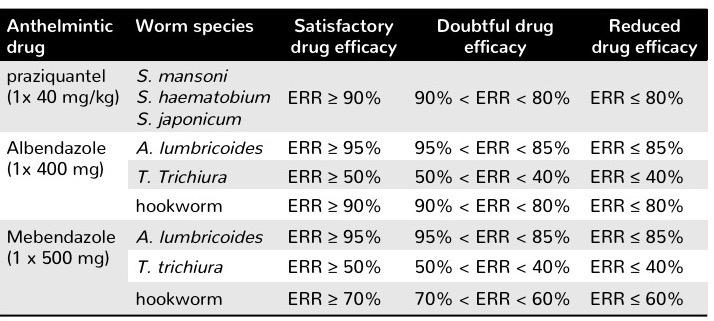 Anthelmintic drug | Worm species | Satisfactory drug efficacy | Doubtful drug efficacy | Reduced drug efficacy
praziquantel (1x 40 mg/kg) | S. mansoni S. haematobium S. japonicum | ERR ≥ 90% | 90% < ERR < 80% | ERR ≤ 80%
Albendazole (1x 400 mg) | A. lumbricoides | ERR ≥ 95% | 95% < ERR < 85% | ERR ≤ 85%
T. Trichiura | ERR ≥ 50% | 50% < ERR < 40% | ERR ≤ 40%
hookworm | ERR ≥ 90% | 90% < ERR < 80% | ERR ≤ 80%
Mebendazole (1 x 500 mg) | A. lumbricoides | ERR ≥ 95% | 95% < ERR < 85% | ERR ≤ 85%
T. trichiura | ERR ≥ 50% | 50% < ERR < 40% | ERR ≤ 40%
hookworm | ERR ≥ 70% | 70% < ERR < 60% | ERR ≤ 60%